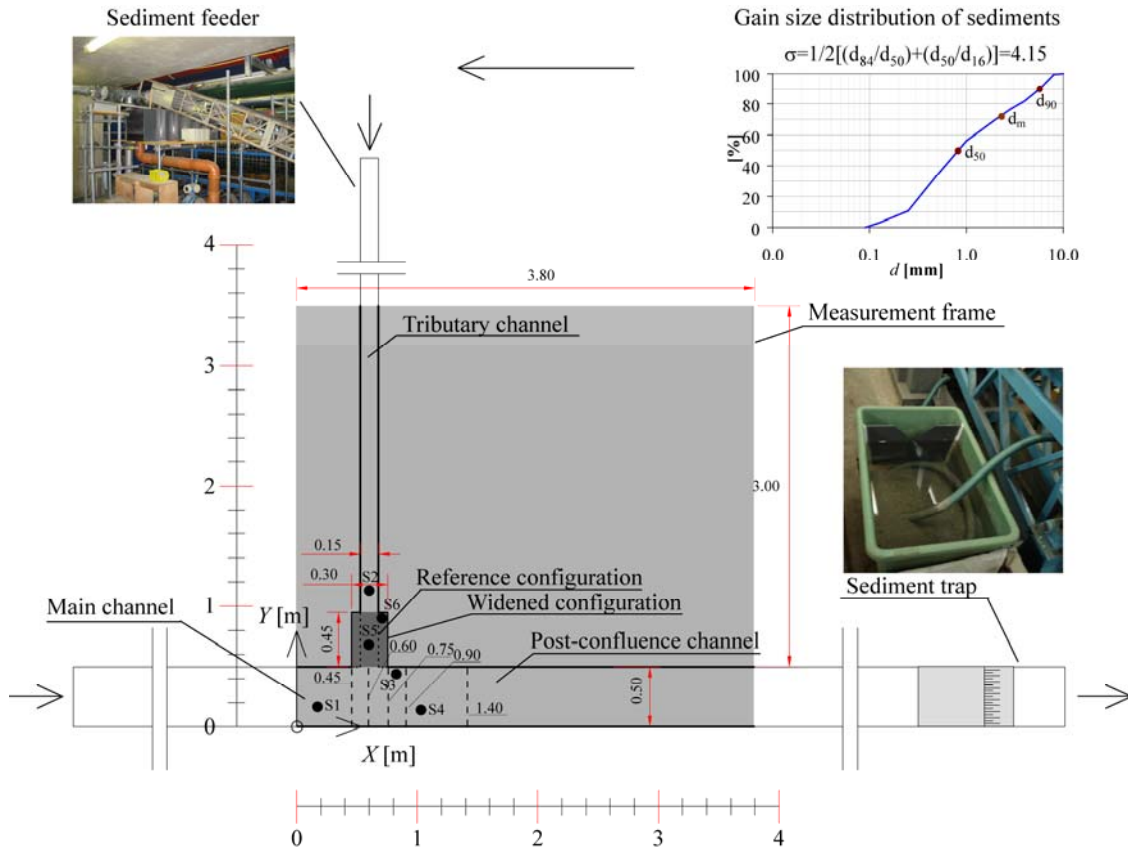 Sediment feeder
Gain size distribution of sediments
σ=1/2[(d84/d50)+(d50/d16)]=4.15
100
80
60
40
20
0
[%]
d90
dm
d50
0.0
0.1
1.0
10.0
d [mm]
4
3
2
1
0
3.80
Measurement frame
Tributary channel
3.00
0.15
0.30
S2
Reference configuration
S6
Widened configuration
Sediment trap
Main channel
Y [m]
0.45
S5
0.60
0.75
0.90
Post-confluence channel
0.45
S3
0.50
S1
S4
1.40
X [m]
0
1
2
3
4